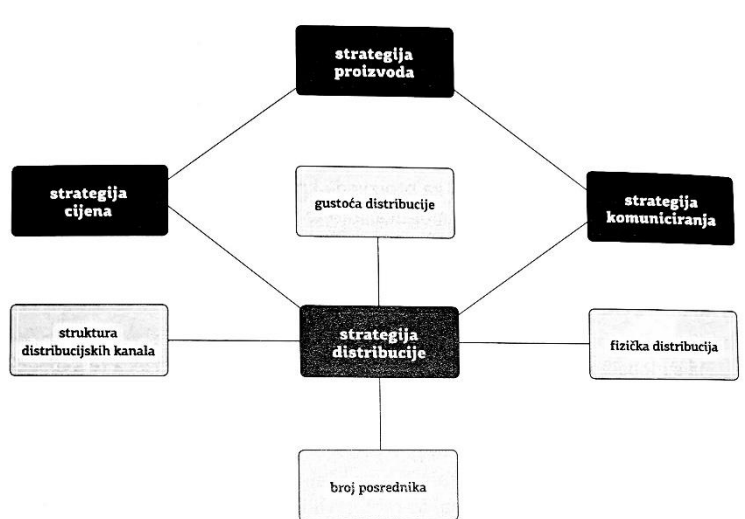 strategija
proizvoda
strategija
cijena
gustoća distribucije
strategija
komuniciranja
struktura
distribucijskih kanala
strategija
distribucije
fizička distribucija
broj posrednika